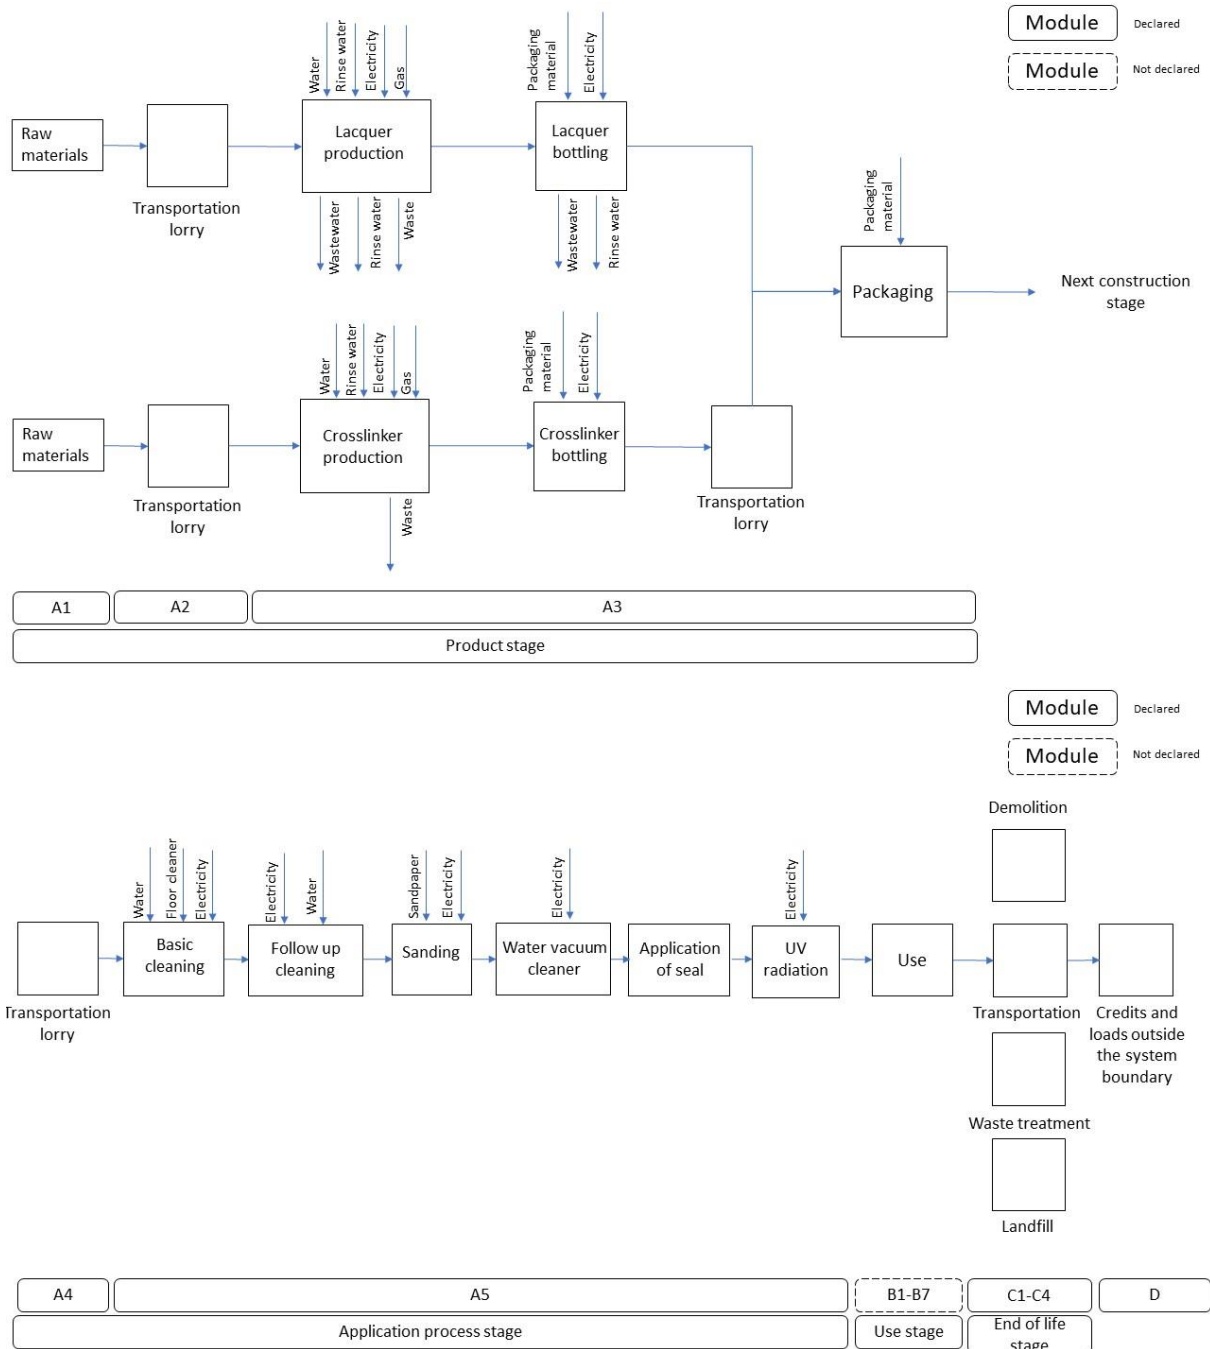 Module
Declared
Module
Not declared
Water
Rinse water
Electricity
Gas
Packaging
material
Electricity
Raw
materials
Lacquer
production
Lacquer
bottling
Transportation
lorry
Wastewater
Rinse water
Waste
Wastewater
Rinse water
Packaging
material
Packaging
Next construction
stage
Water
Rinse water
Electricity
Gas
Packaging
material
Electricity
Raw
materials
Crosslinker
production
Crosslinker
bottling
Transportation
lorry
Waste
Transportation
lorry
A1
A2
A3
Product stage
Module
Declared
Module
Not declared
Demolition
Water
Floor cleaner
Electricity
Electricity
Water
Sandpaper
Electricity
Electricity
Electricity
Basic
cleaning
Follow up
cleaning
Sanding
Water vacuum
cleaner
Application
of seal
UV
radiation
Use
Transportation
lorry
Transportation
Credits and
loads outside
the system
boundary
Waste treatment
Landfill
A4
A5
B1-B7
C1-C4
D
Application process stage
Use stage
End of life
stage